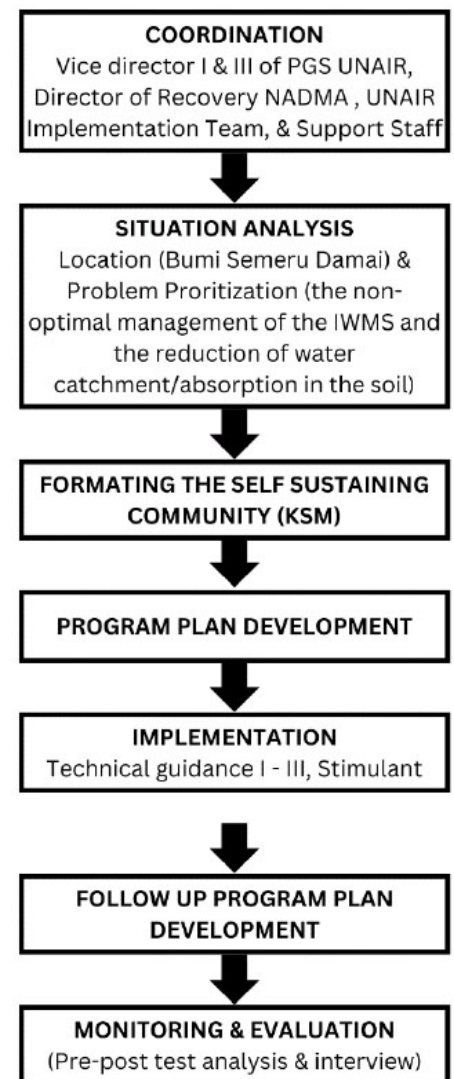 COORDINATION
Vice director I & III of PGS UNAIR,
Director of Recovery NADMA , UNAIR
Implementation Team, & Support Staff
SITUATION ANALYSIS
Location (Bumi Semeru Damai) &
Problem Proritization (the non-
optimal management of the IWMS and
the reduction of water
catchment/absorption in the soil)
FORMATING THE SELF SUSTAINING
COMMUNITY (KSM)
PROGRAM PLAN DEVELOPMENT
IMPLEMENTATION
Technical guidance I - III, Stimulant
FOLLOW UP PROGRAM PLAN
DEVELOPMENT
MONITORING & EVALUATION
(Pre-post test analysis & interview)